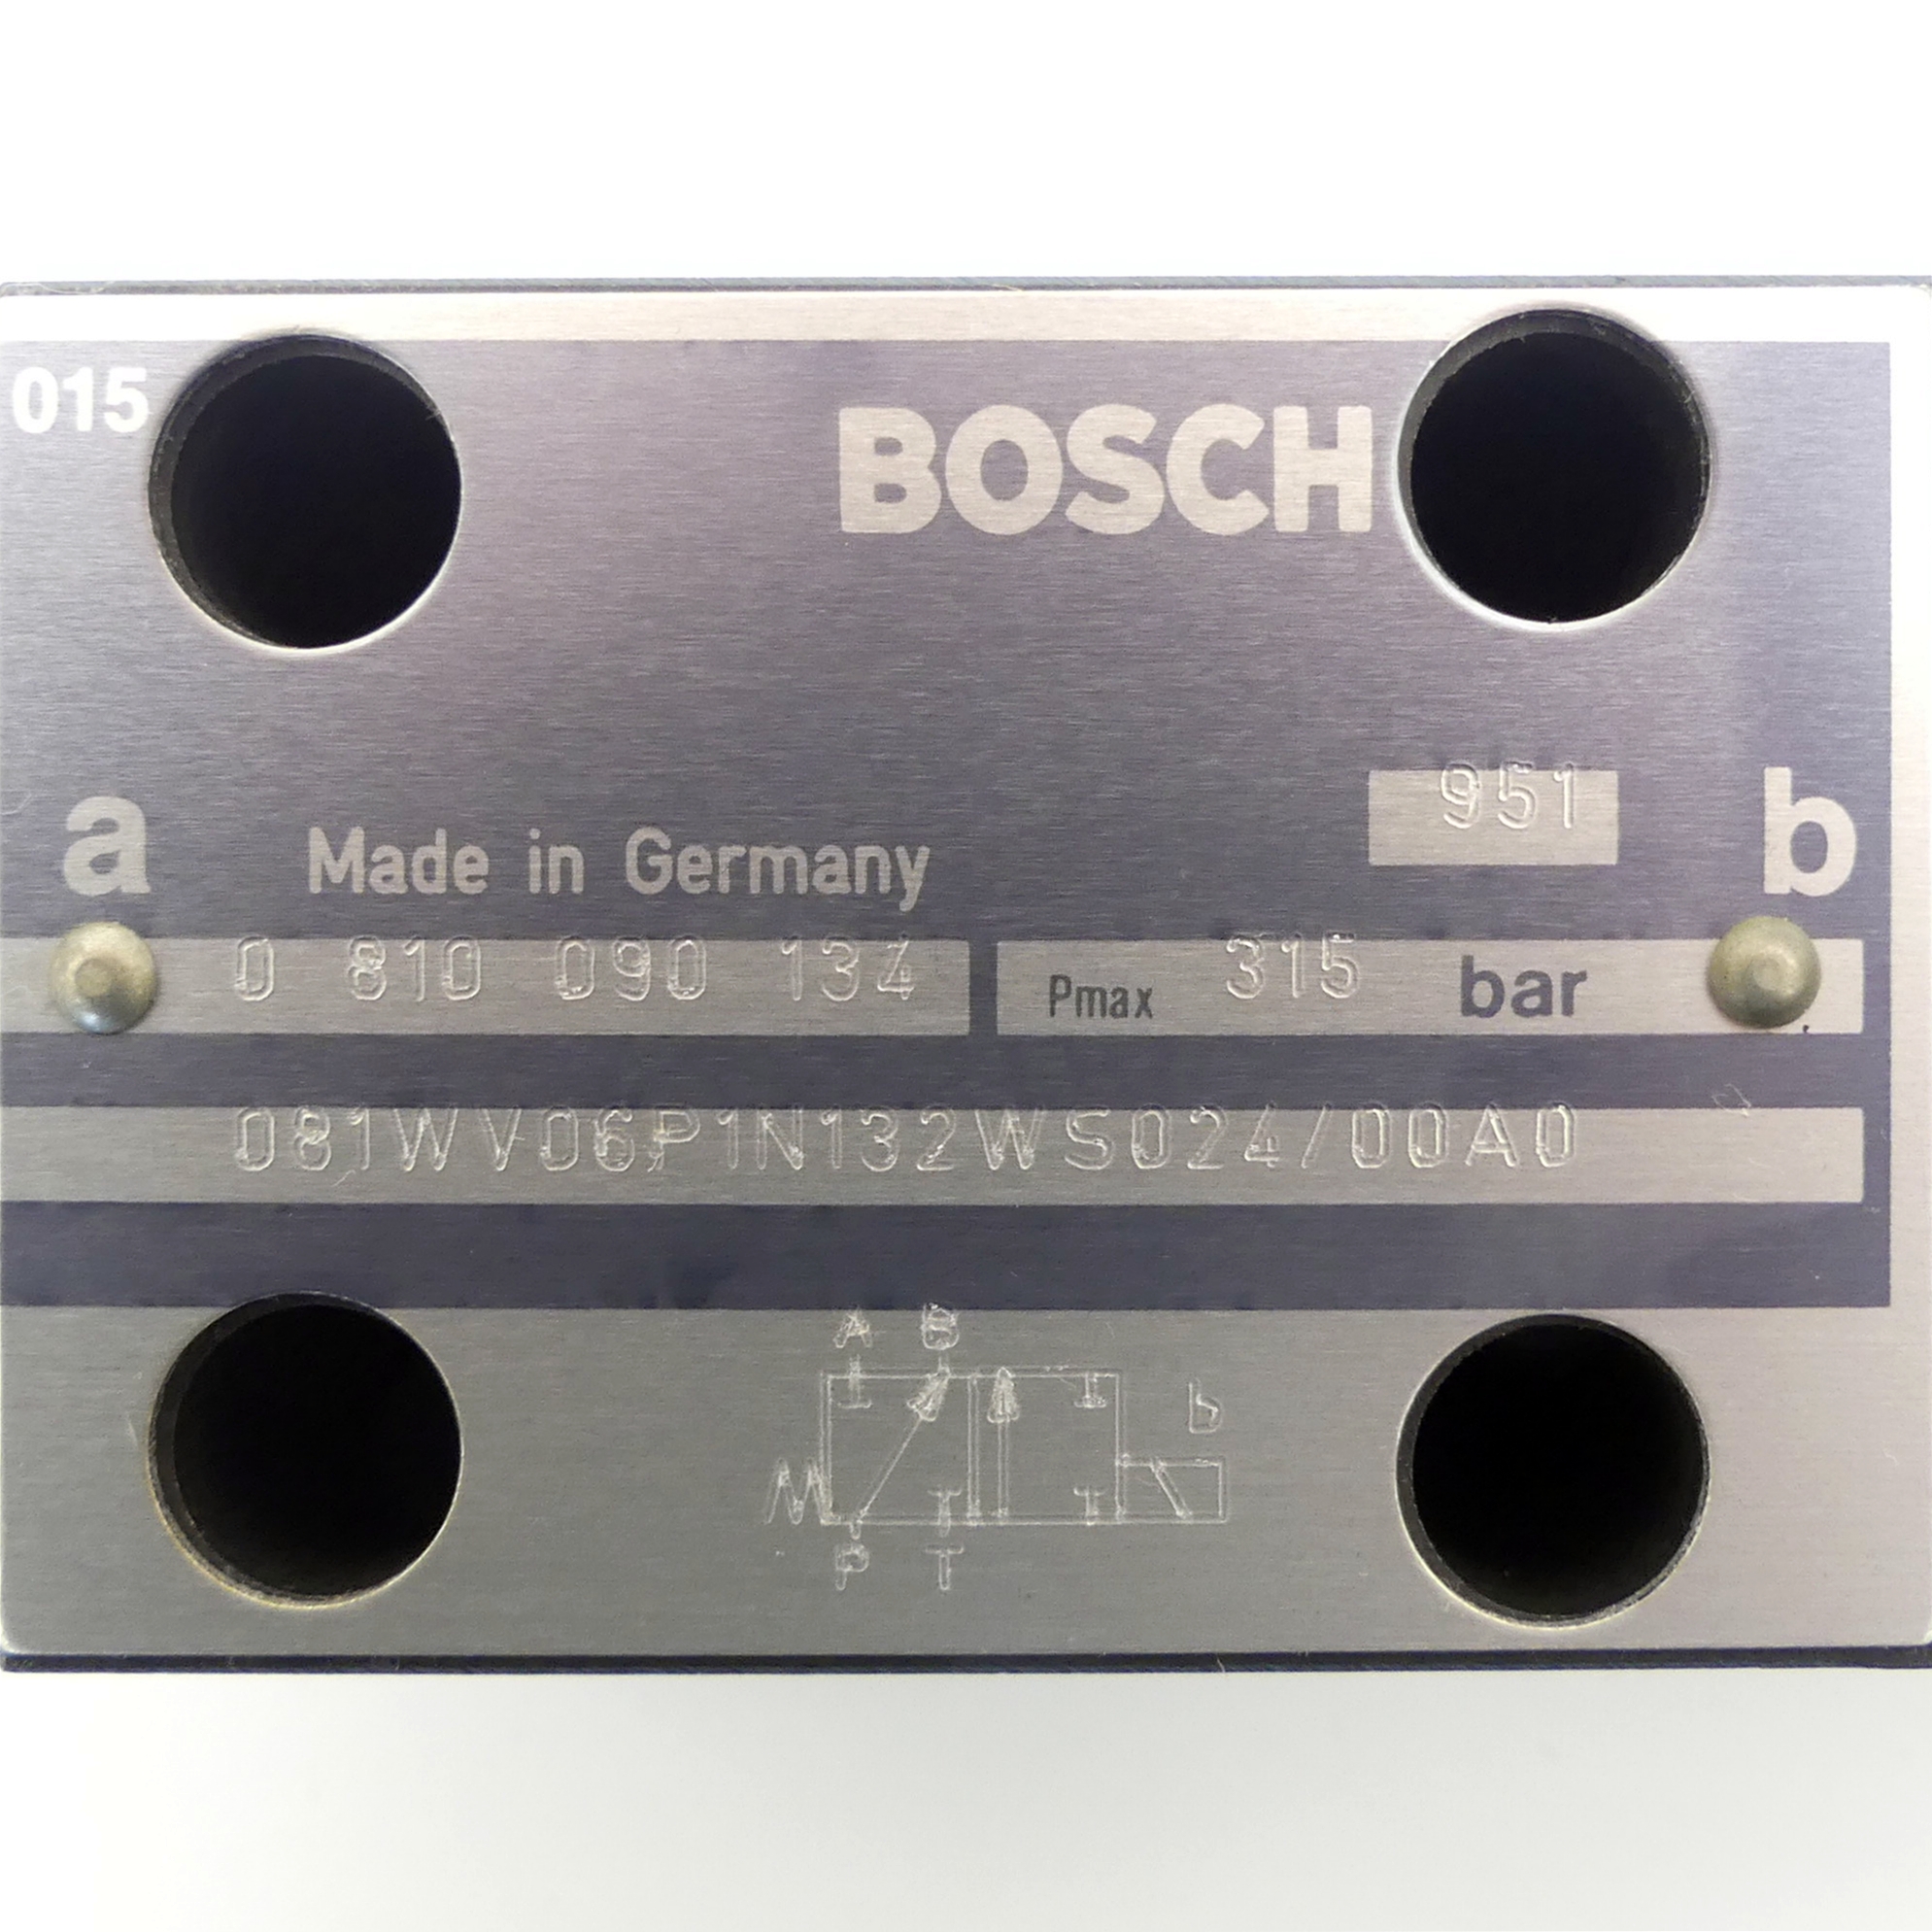 015
BOSCH
951
a
b
Made in Germany
0 810 090 134
Pmax 315 bar
081WV06P1N132WS024/00A0
A B
b
P T